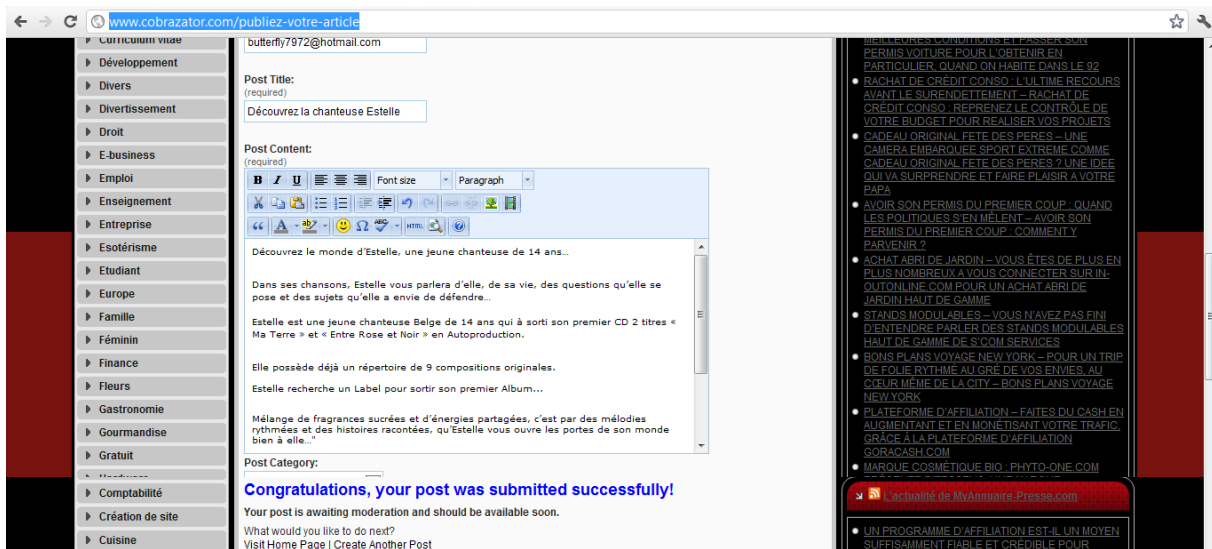 www.cobrazator.com/publiez-votre-article
Curriculum vitae
Développement
Divers
Divertissement
Droit
E-business
Emploi
Enseignement
Entreprise
Esotérisme
Etudiant
Europe
Famille
Féminin
Finance
Fleurs
Gastronomie
Gourmandise
Gratuit
Comptabilité
Création de site
Cuisine
butterfly7972@hotmail.com
Post Title:
(required)
Découvrez la chanteuse Estelle
Post Content:
(required)
B I U Font size Paragraph
HTML
Découvrez le monde d'Estelle, une jeune chanteuse de 14 ans...
Dans ses chansons, Estelle vous parlera d'elle, de sa vie, des questions qu'elle se
pose et des sujets qu'elle a envie de défendre...
Estelle est une jeune chanteuse Belge de 14 ans qui à sorti son premier CD 2 titres «
Ma Terre » et « Entre Rose et Noir » en Autoproduction.
Elle possède déjà un répertoire de 9 compositions originales.
Estelle recherche un Label pour sortir son premier Album...
Mélange de fragrances sucrées et d'énergies partagées, c'est par des mélodies
rythmées et des histoires racontées, qu'Estelle vous ouvre les portes de son monde
bien à elle..."
Post Category:
Congratulations, your post was submitted successfully!
Your post is awaiting moderation and should be available soon.
What would you like to do next?
Visit Home Page | Create Another Post
MEILLEURES CONDITIONS ET PASSER SON
PERMIS VOITURE POUR L'OBTENIR EN
PARTICULIER, QUAND ON HABITE DANS LE 92
RACHAT DE CRÉDIT CONSO : L'ULTIME RECOURS
AVANT LE SURENDETTEMENT – RACHAT DE
CRÉDIT CONSO : REPRENEZ LE CONTRÔLE DE
VOTRE BUDGET POUR REALISER VOS PROJETS
CADEAU ORIGINAL FETE DES PERES – UNE
CAMERA EMBARQUEE SPORT EXTREME COMME
CADEAU ORIGINAL FETE DES PERES ? UNE IDEE
QUI VA SURPRENDRE ET FAIRE PLAISIR A VOTRE
PAPA
AVOIR SON PERMIS DU PREMIER COUP : QUAND
LES POLITIQUES S'EN MÊLENT – AVOIR SON
PERMIS DU PREMIER COUP : COMMENT Y
PARVENIR ?
ACHAT ABRI DE JARDIN – VOUS ÊTES DE PLUS EN
PLUS NOMBREUX A VOUS CONNECTER SUR IN-
OUTONLINE.COM POUR UN ACHAT ABRI DE
JARDIN HAUT DE GAMME
STANDS MODULABLES – VOUS N'AVEZ PAS FINI
D'ENTENDRE PARLER DES STANDS MODULABLES
HAUT DE GAMME DE S'COM SERVICES
BONS PLANS VOYAGE NEW YORK – POUR UN TRIP
DE FOLIE RYTHMÉ AU GRÉ DE VOS ENVIES, AU
CŒUR MÊME DE LA CITY – BONS PLANS VOYAGE
NEW YORK
PLATEFORME D'AFFILIATION – FAITES DU CASH EN
AUGMENTANT ET EN MONÉTISANT VOTRE TRAFIC,
GRÂCE À LA PLATEFORME D'AFFILIATION
GORACASH.COM
MARQUE COSMÉTIQUE BIO : PHYTO-ONE.COM
L'actualité de MyAnnuaire-Presse.com
UN PROGRAMME D'AFFILIATION EST-IL UN MOYEN
SUFFISAMMENT FIABLE ET CRÉDIBLE POUR